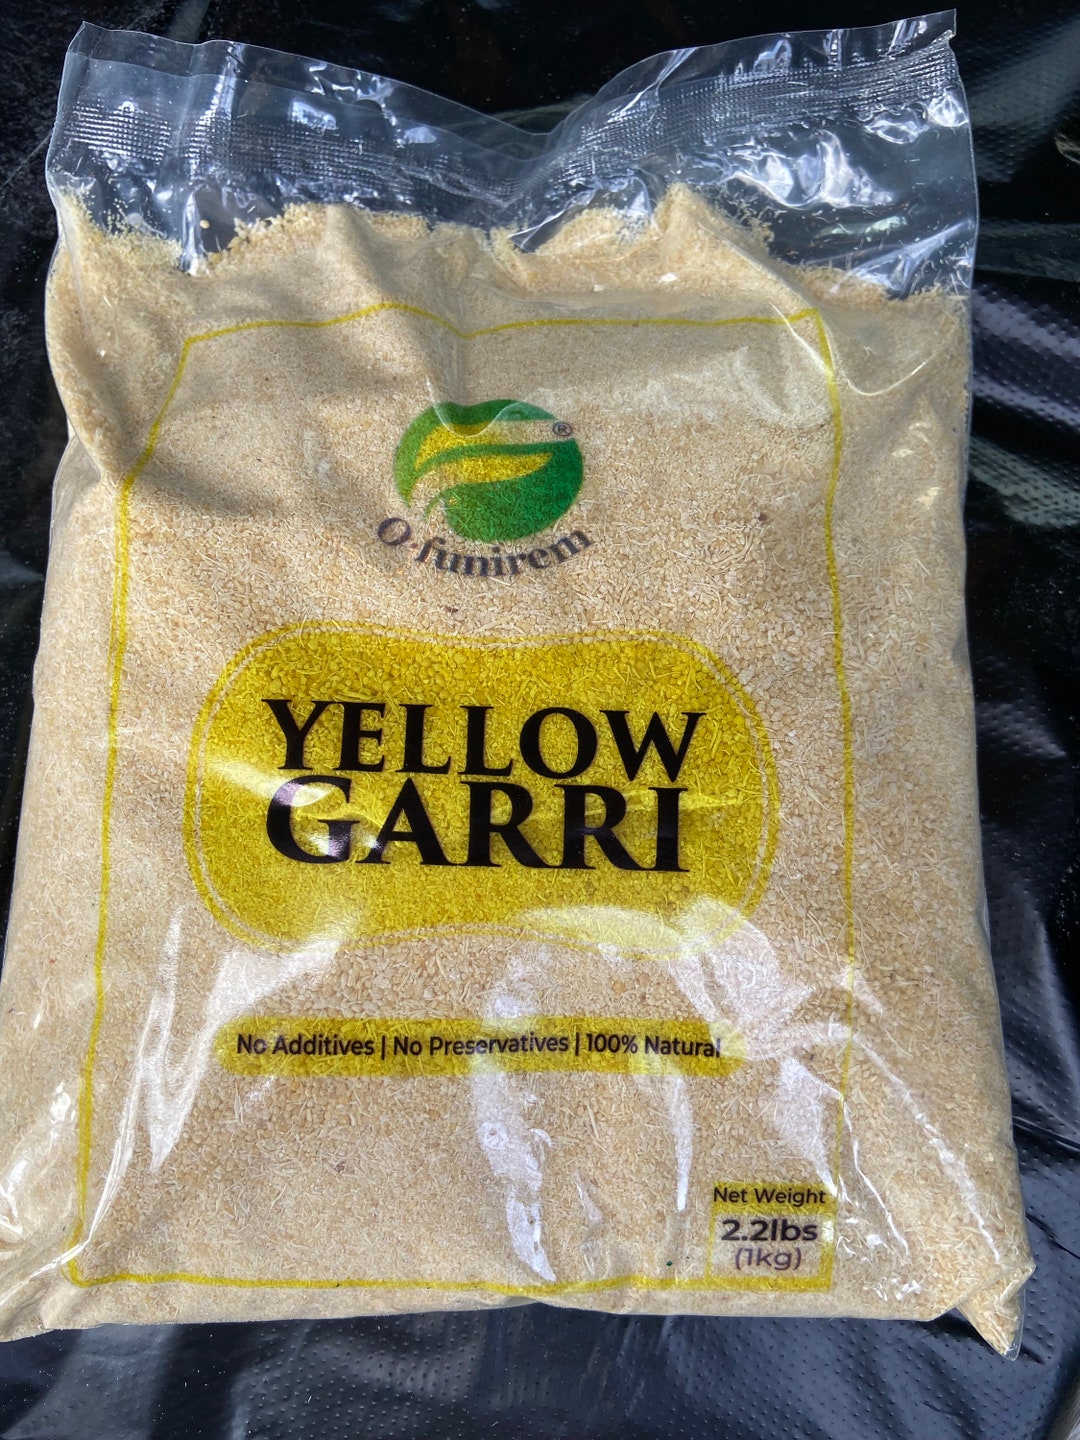 ®
O-funirem
YELLOW
GARRI
No Additives | No Preservatives | 100% Natural
Net Weight
2.2lbs
(1kg)